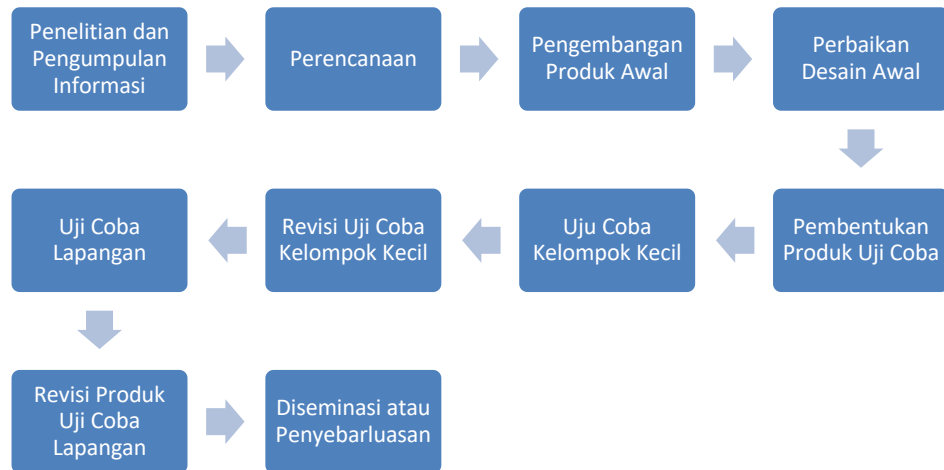 Penelitian dan
Pengumpulan
Informasi
Perencanaan
Pengembangan
Produk Awal
Perbaikan
Desain Awal
Pembentukan
Produk Uji Coba
Uju Coba
Kelompok Kecil
Revisi Uji Coba
Kelompok Kecil
Uji Coba
Lapangan
Revisi Produk
Uji Coba
Lapangan
Diseminasi atau
Penyebarluasan